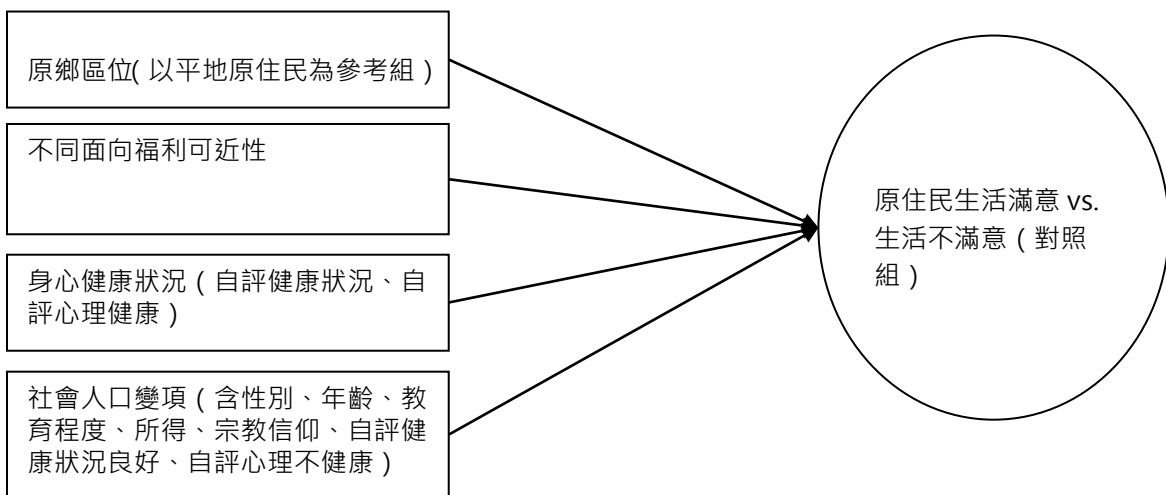 原鄉區位( 以平地原住民為參考組 )
不同面向福利可近性
身心健康狀況 ( 自評健康狀況、自
評心理健康 )
社會人口變項 ( 含性別、年齡、教
育程度、所得、宗教信仰、自評健
康狀況良好、自評心理不健康 )
原住民生活滿意 vs.
生活不滿意 ( 對照
組 )